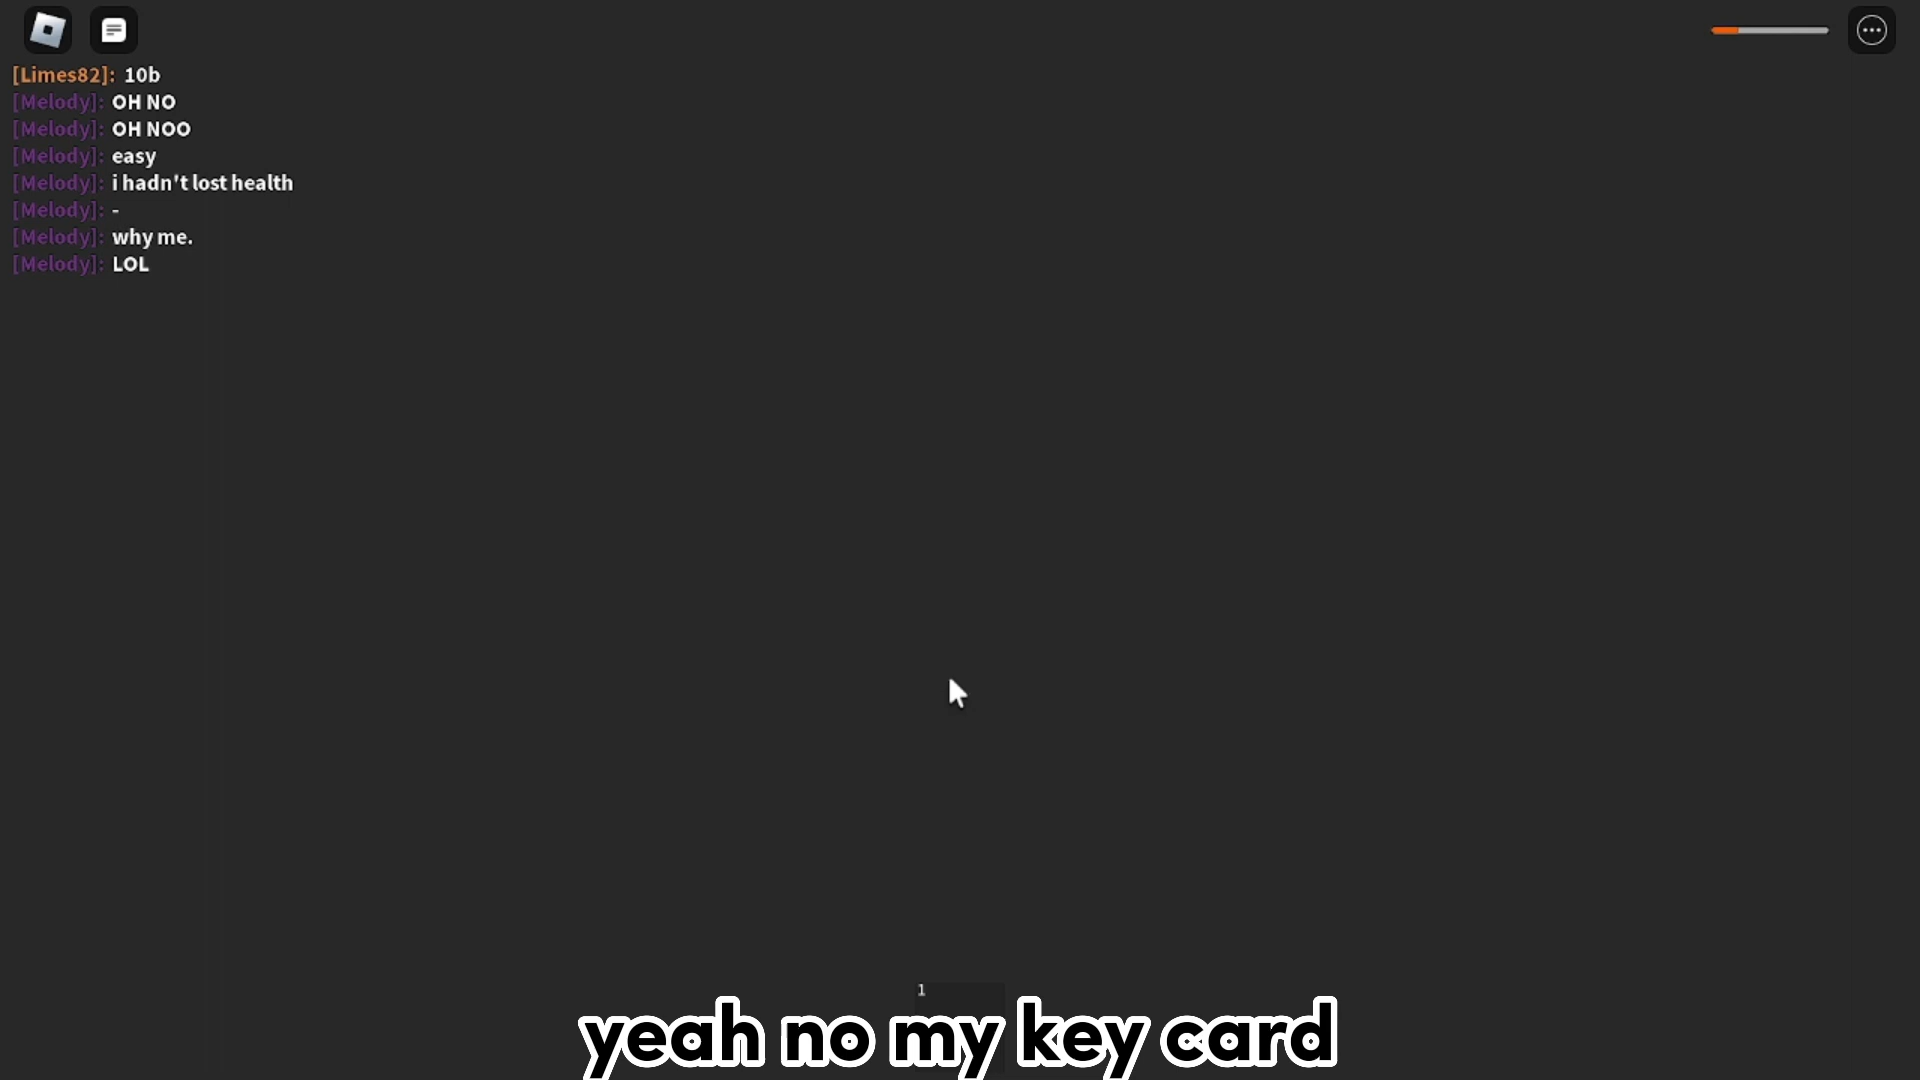 [Limes82]: 10b
[Melody]: OH NO
[Melody]: OH NOO
[Melody]: easy
[Melody]: i hadn't lost health
[Melody]: -
[Melody]: why me.
[Melody]: LOL
1
yeah no my key card